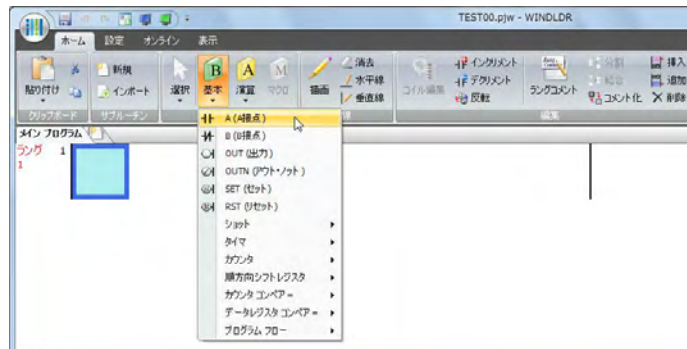 TEST00.pjw - WINDLDR
ホーム 設定 オンライン 表示
貼り付け
新規
インポート
クリップボード サブルーチン
選択
B 基本
A 演算
M マクロ
描画
消去
水平線
垂直線
コイル編集
インクリメント
デクリメント
反転
ラングコメント
分割
結合
コメント化
挿入
追加
削除
編集
メイン プログラム
ラング 1
1
A (A接点)
B (B接点)
OUT (出力)
OUTN (アウト・ノット)
SET (セット)
RST (リセット)
ショット
タイマ
カウンタ
順方向シフトレジスタ
カウンタ コンペア =
データレジスタ コンペア =
プログラム フロー